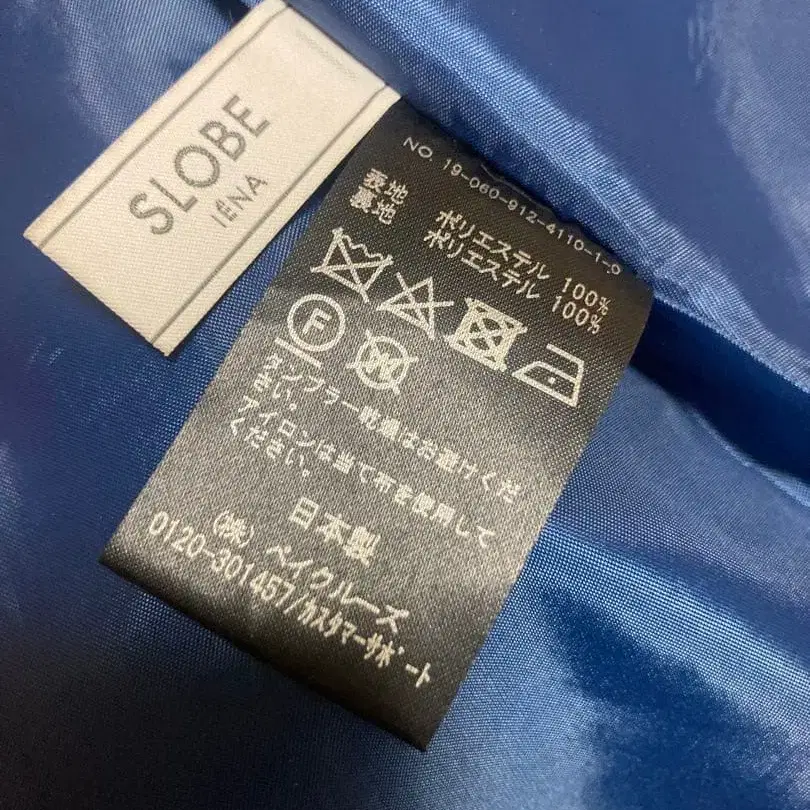 SLOBE
IÉNA
NO. 19-060-912-4110-1-0
表地 ポリエステル 100%
裏地 ポリエステル 100%
F
W
タンブラー乾燥はお避けくだ
さい。
アイロンは当て布を使用して
ください。
日本製
(株) ベイクルーズ
0120-301457/カスタマーサポート